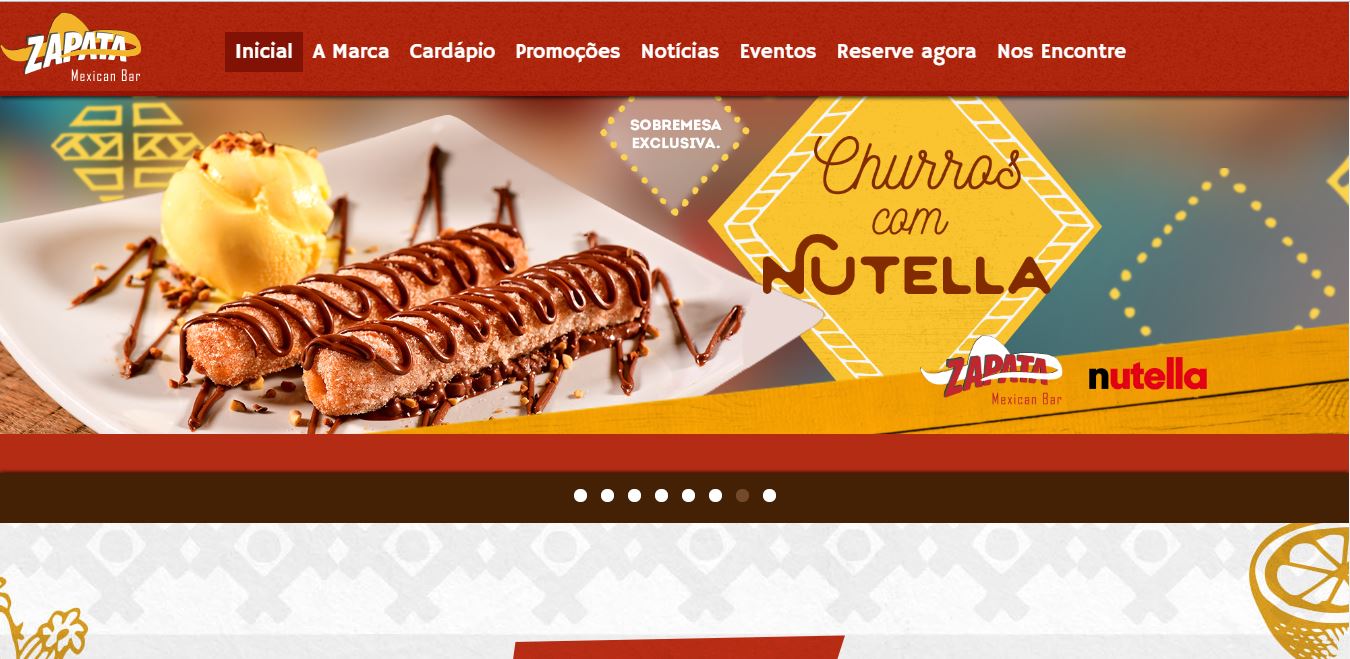 ZAPATA
Mexican Bar
Inicial A Marca Cardápio Promoções Notícias Eventos Reserve agora Nos Encontre
SOBREMESA
EXCLUSIVA.
Churros
com
NUTELLA
ZAPATA
Mexican Bar
nutella